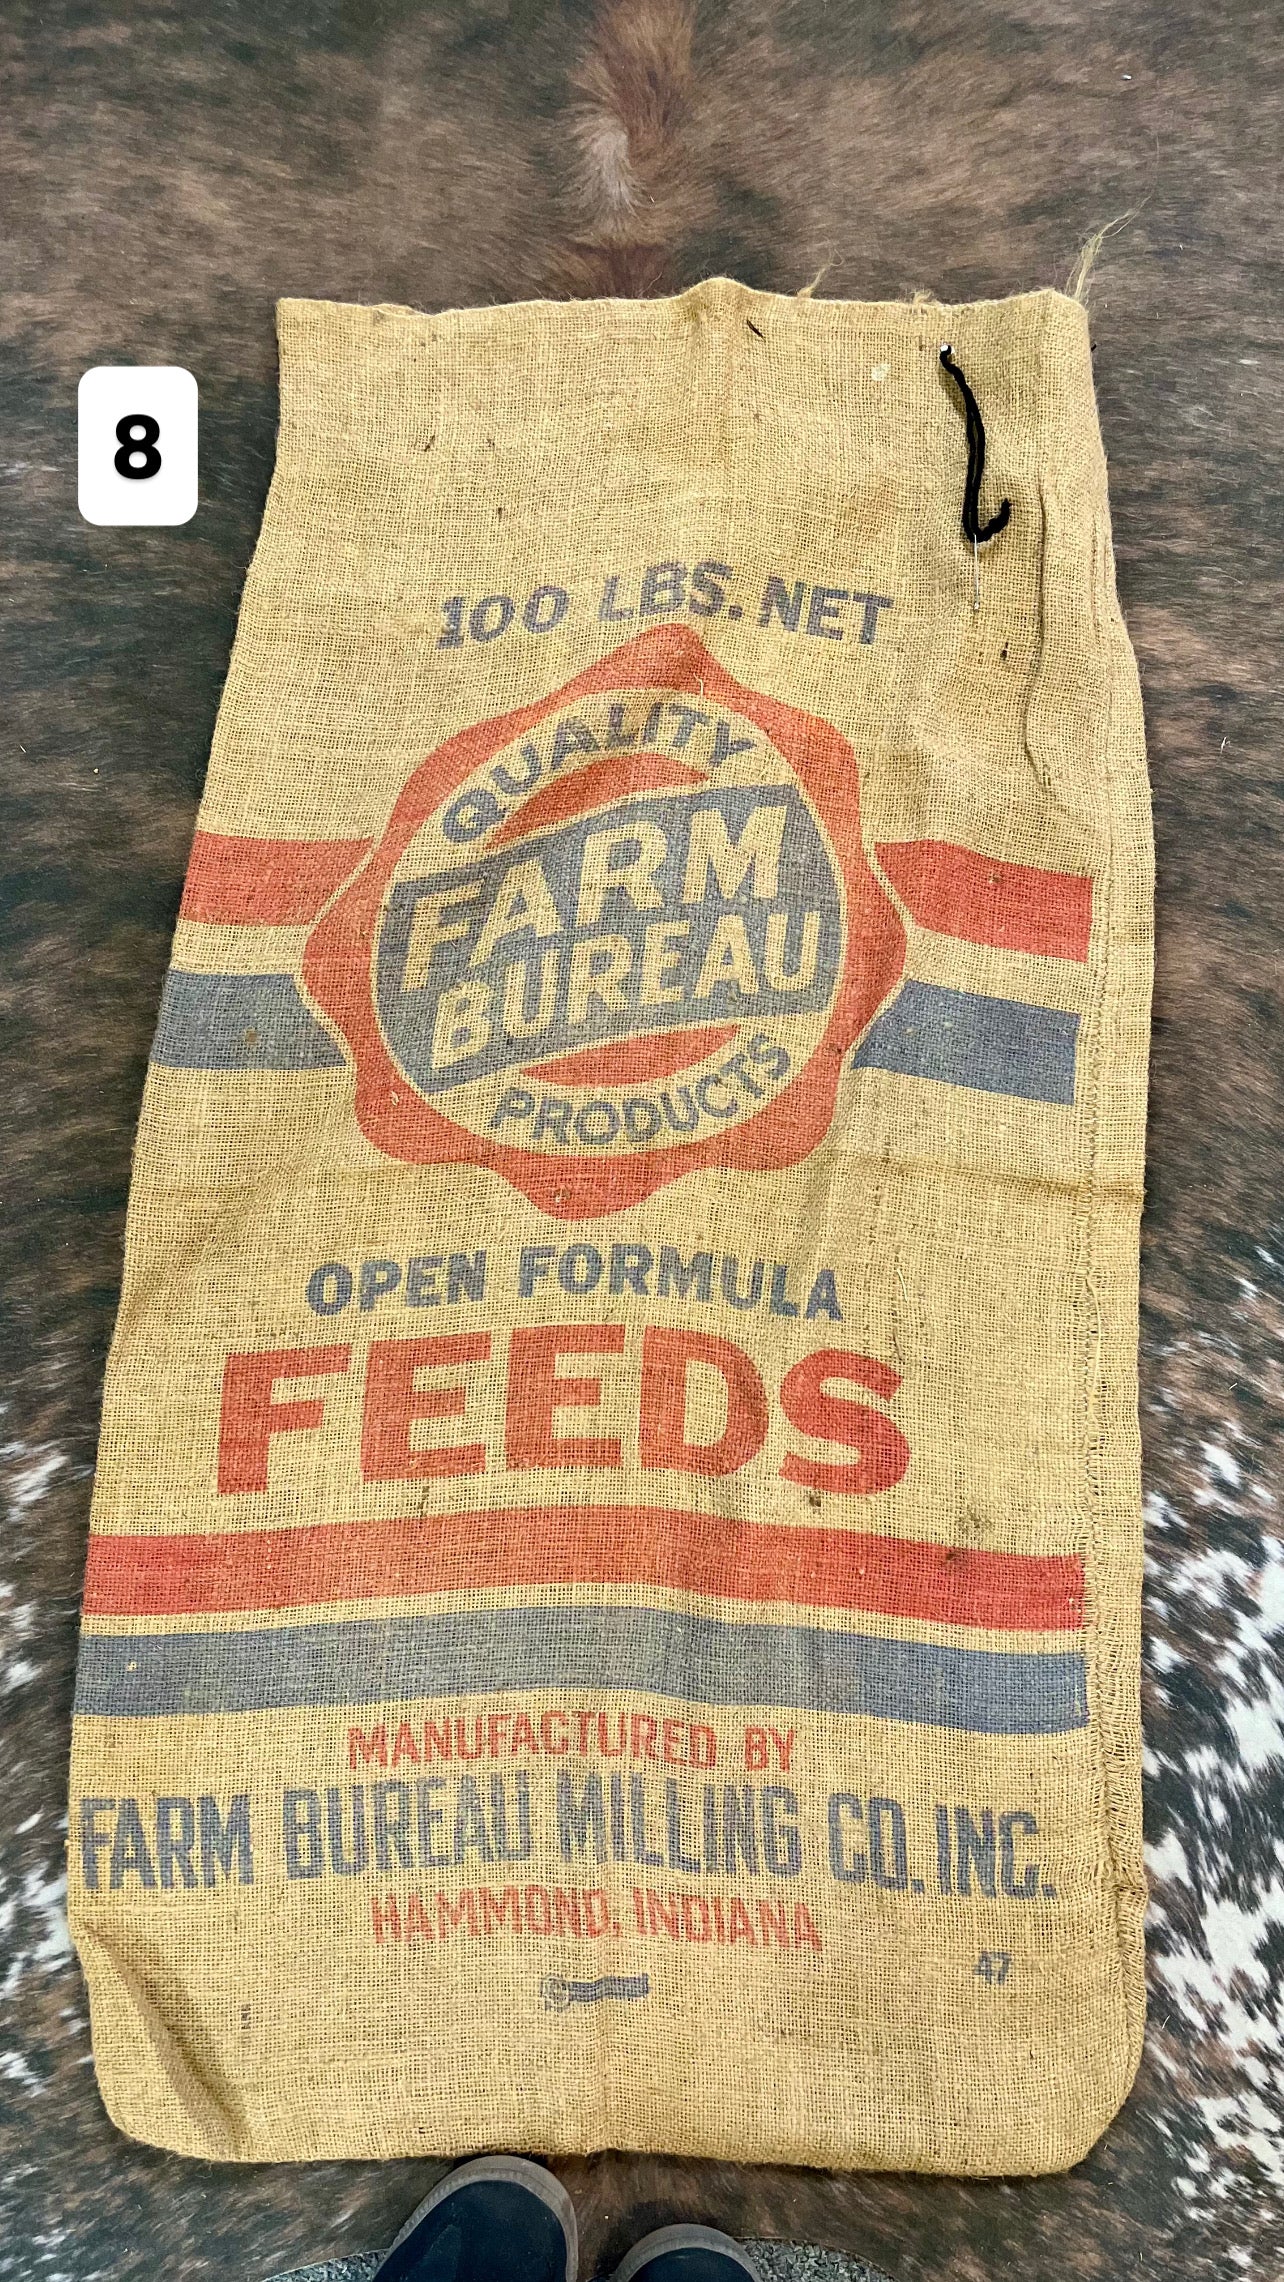 8
100 LBS. NET
QUALITY
FARM
BUREAU
PRODUCTS
OPEN FORMULA
FEEDS
MANUFACTURED BY
FARM BUREAU MILLING CO. INC.
HAMMOND, INDIANA
47